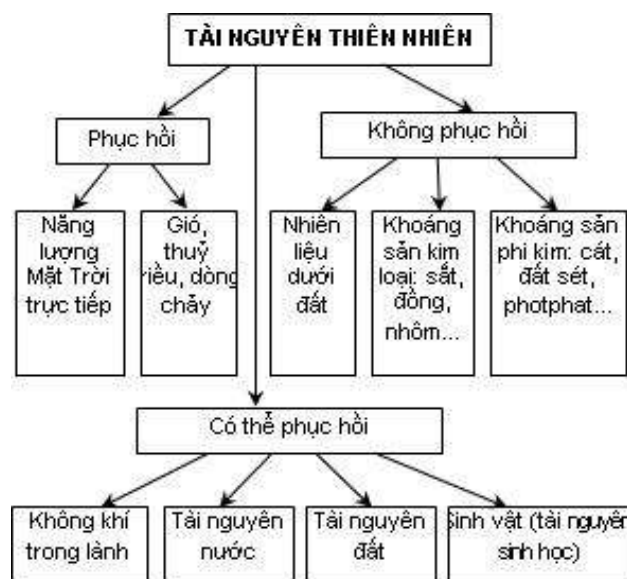 TÀI NGUYÊN THIÊN NHIÊN
Phục hồi
Không phục hồi
Năng
lượng
Mặt Trời
trực tiếp
Gió,
thuỷ
triều, dòng
chảy
Nhiên
liệu
dưới
đất
Khoáng
sản kim
loại: sắt,
đồng,
nhôm...
Khoáng sản
phi kim: cát,
đất sét,
photphat...
Có thể phục hồi
Không khí
trong lành
Tài nguyên
nước
Tài nguyên
đất
Sinh vật (tài nguyên
sinh học)